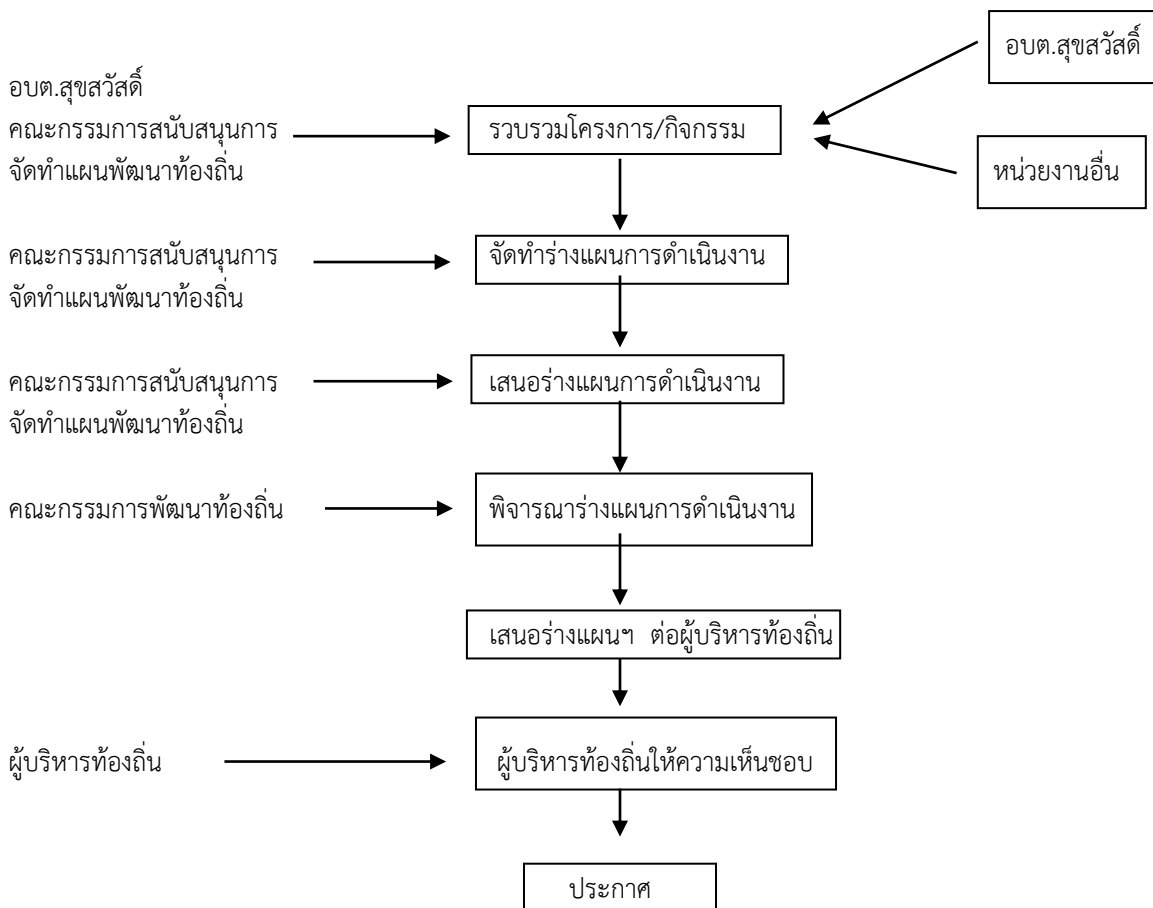 อบต.สุขสวัสดิ์
อบต.สุขสวัสดิ์
คณะกรรมการสนับสนุนการ
จัดทำแผนพัฒนาท้องถิ่น
รวบรวมโครงการ/กิจกรรม
หน่วยงานอื่น
คณะกรรมการสนับสนุนการ
จัดทำแผนพัฒนาท้องถิ่น
จัดทำร่างแผนการดำเนินงาน
คณะกรรมการสนับสนุนการ
จัดทำแผนพัฒนาท้องถิ่น
เสนอร่างแผนการดำเนินงาน
คณะกรรมการพัฒนาท้องถิ่น
พิจารณาร่างแผนการดำเนินงาน
เสนอร่างแผนฯ ต่อผู้บริหารท้องถิ่น
ผู้บริหารท้องถิ่น
ผู้บริหารท้องถิ่นให้ความเห็นชอบ
ประกาศ